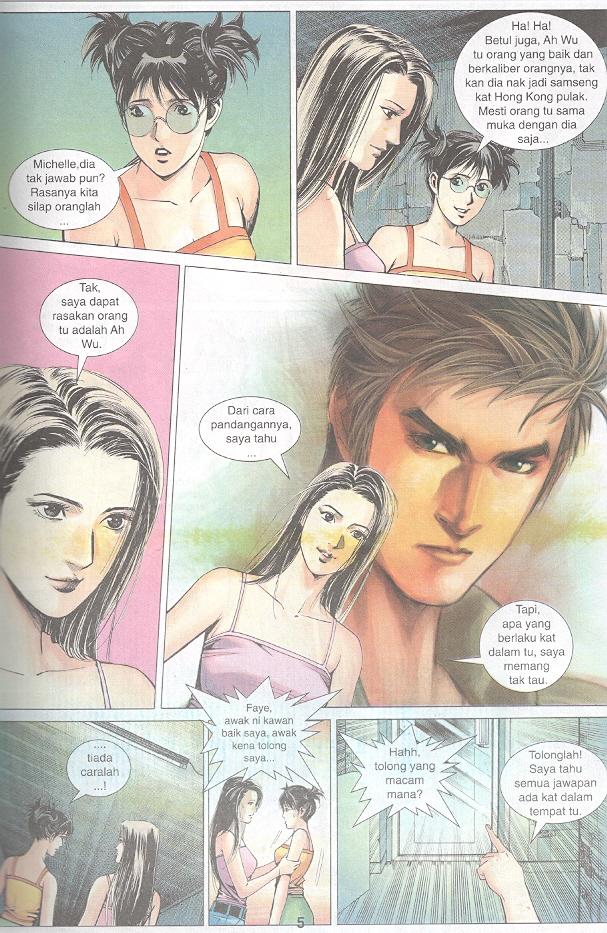 Michelle,dia
tak jawab pun?
Rasanya kita
silap oranglah
...
Ha! Ha!
Betul juga, Ah Wu
tu orang yang baik dan
berkaliber orangnya, tak
kan dia nak jadi samseng
kat Hong Kong pulak.
Mesti orang tu sama
muka dengan dia
saja...
Tak,
saya dapat
rasakan orang
tu adalah Ah
Wu.
Dari cara
pandangannya,
saya tahu
...
Tapi,
apa yang
berlaku kat
dalam tu, saya
memang
tak tau.
....
tiada
caralah
...!
Faye,
awak ni kawan
baik saya, awak
kena tolong
saya...
Hahh,
tolong yang
macam
mana?
Tolonglah!
Saya tahu
semua jawapan
ada kat dalam
tempat tu.
5